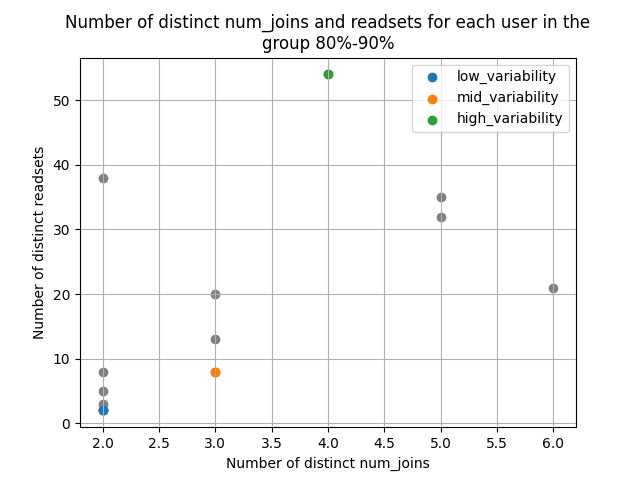 Number of distinct num_joins and readsets for each user in the
group 80%-90%
low_variability
mid_variability
high_variability
Number of distinct readsets
50
40
30
20
10
0
2.0 2.5 3.0 3.5 4.0 4.5 5.0 5.5 6.0
Number of distinct num_joins